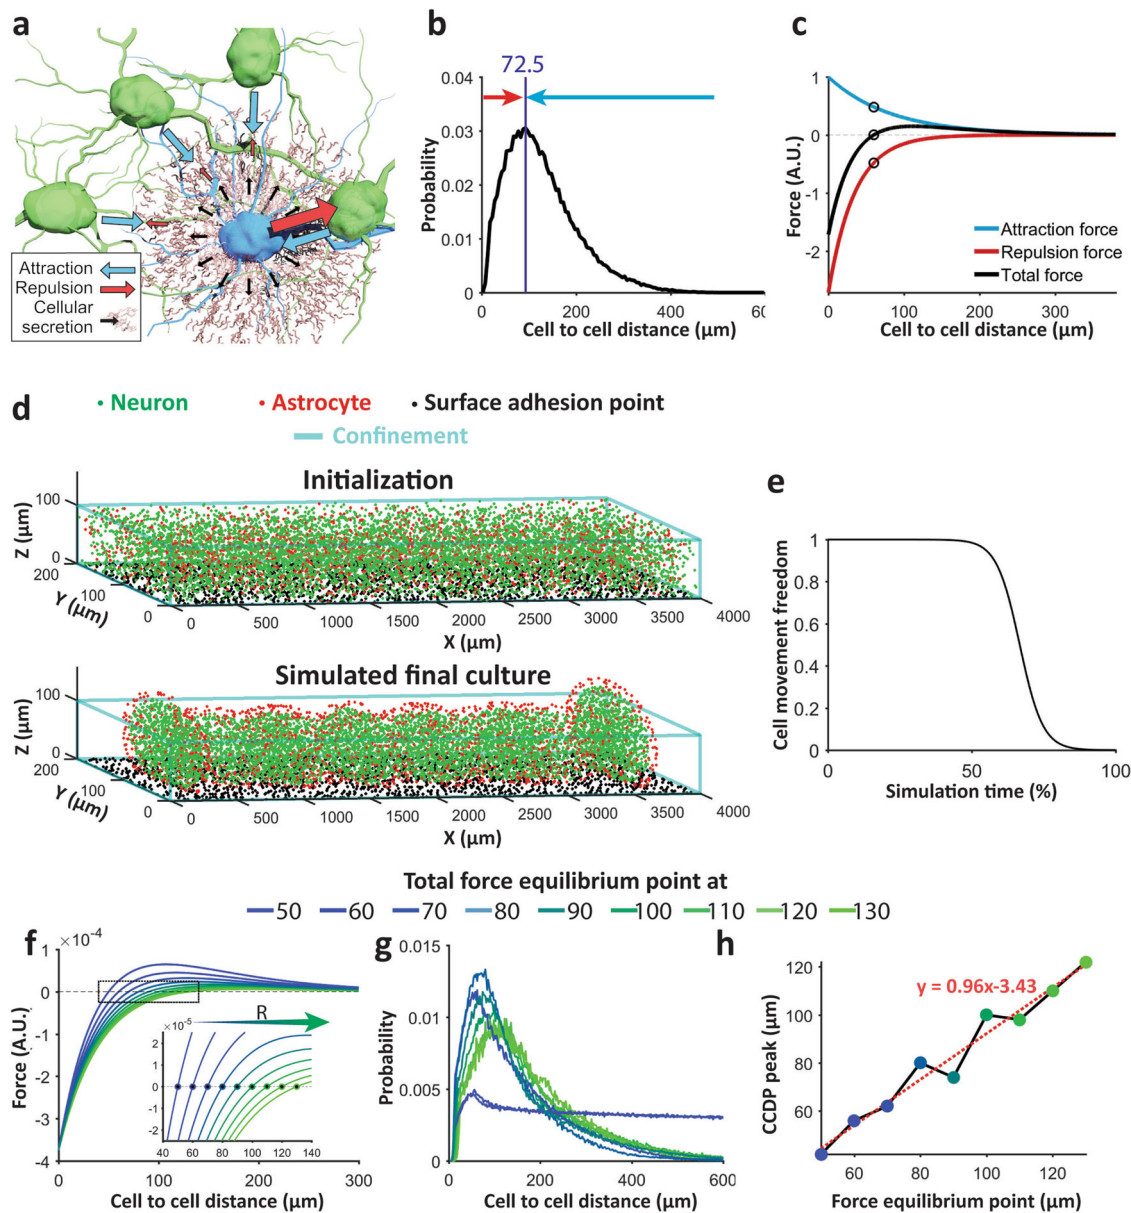 a
Attraction
Repulsion
Cellular
secretion
b
72.5
0.04
0.03
0.02
0.01
0
Probability
0
200
400
60
Cell to cell distance (µm)
c
1
0
-1
-2
Force (A.U.)
Attraction force
Repulsion force
Total force
0
100
200
300
Cell to cell distance (µm)
d
• Neuron
• Astrocyte
• Surface adhesion point
Confinement
Initialization
100
0
Z (µm)
200
100
0
Y (µm)
0
500
1000
1500
2000
2500
3000
3500
4000
X (µm)
Simulated final culture
100
0
Z (µm)
200
100
0
Y (µm)
0
500
1000
1500
2000
2500
3000
3500
4000
X (µm)
e
1
0.8
0.6
0.4
0.2
0
Cell movement freedom
0
50
100
Simulation time (%)
Total force equilibrium point at
50 60 70 80 90 100 110 120 130
f
×10⁻⁴
1
0
-1
-2
-3
-4
Force (A.U.)
×10⁻⁵
R
2
1
0
-1
-2
40
60
80
100
120
140
0
100
200
300
Cell to cell distance (µm)
g
0.015
0.010
0.005
0
Probability
0
200
400
600
Cell to cell distance (µm)
h
y = 0.96x-3.43
120
100
80
60
CCDP peak (µm)
60
80
100
120
Force equilibrium point (µm)